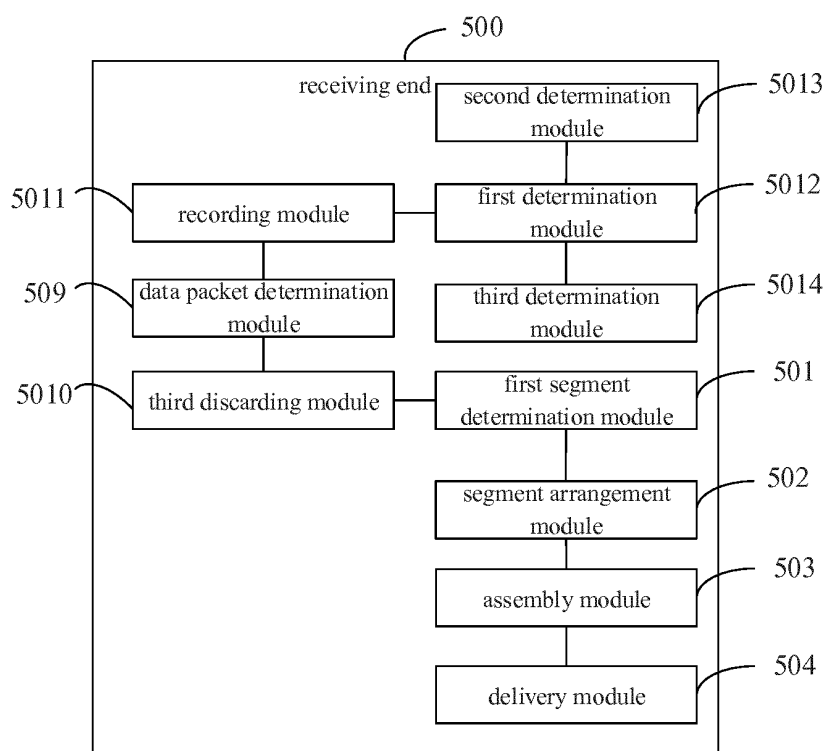 500
receiving end
second determination
module
5013
5011
recording module
first determination
module
5012
509
data packet determination
module
third determination
module
5014
5010
third discarding module
first segment
determination module
501
segment arrangement
module
502
assembly module
503
delivery module
504